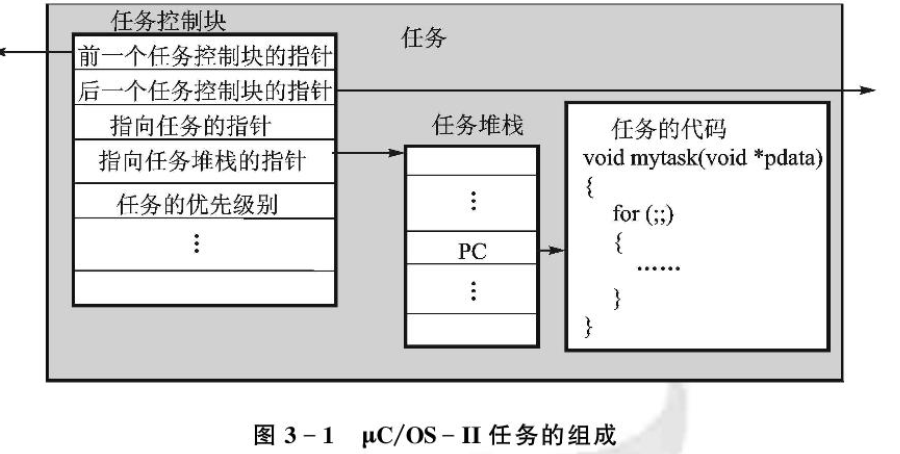 任务控制块
任务
前一个任务控制块的指针
后一个任务控制块的指针
指向任务的指针
指向任务堆栈的指针
任务的优先级别
⋮
任务堆栈
⋮
PC
⋮
任务的代码
void mytask(void *pdata)
{
for (;;)
{
……
}
}
图 3-1 μC/OS-II 任务的组成